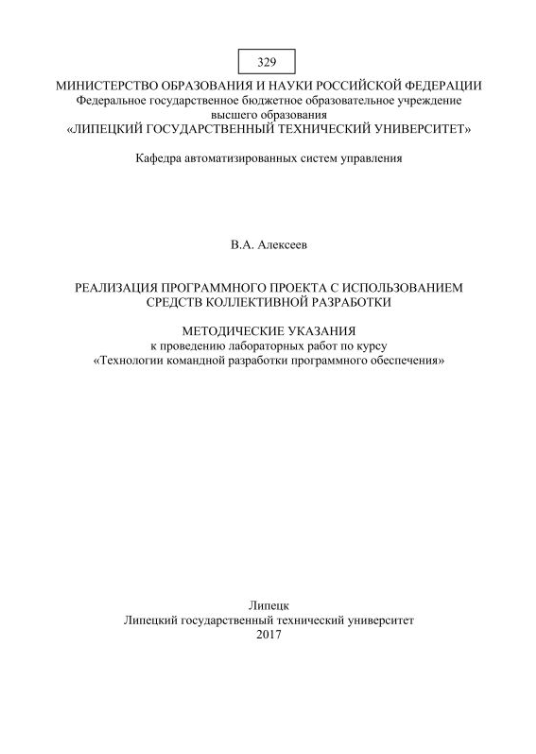 329
МИНИСТЕРСТВО ОБРАЗОВАНИЯ И НАУКИ РОССИЙСКОЙ ФЕДЕРАЦИИ
Федеральное государственное бюджетное образовательное учреждение
высшего образования
«ЛИПЕЦКИЙ ГОСУДАРСТВЕННЫЙ ТЕХНИЧЕСКИЙ УНИВЕРСИТЕТ»
Кафедра автоматизированных систем управления
В.А. Алексеев
РЕАЛИЗАЦИЯ ПРОГРАММНОГО ПРОЕКТА С ИСПОЛЬЗОВАНИЕМ
СРЕДСТВ КОЛЛЕКТИВНОЙ РАЗРАБОТКИ
МЕТОДИЧЕСКИЕ УКАЗАНИЯ
к проведению лабораторных работ по курсу
«Технологии командной разработки программного обеспечения»
Липецк
Липецкий государственный технический университет
2017